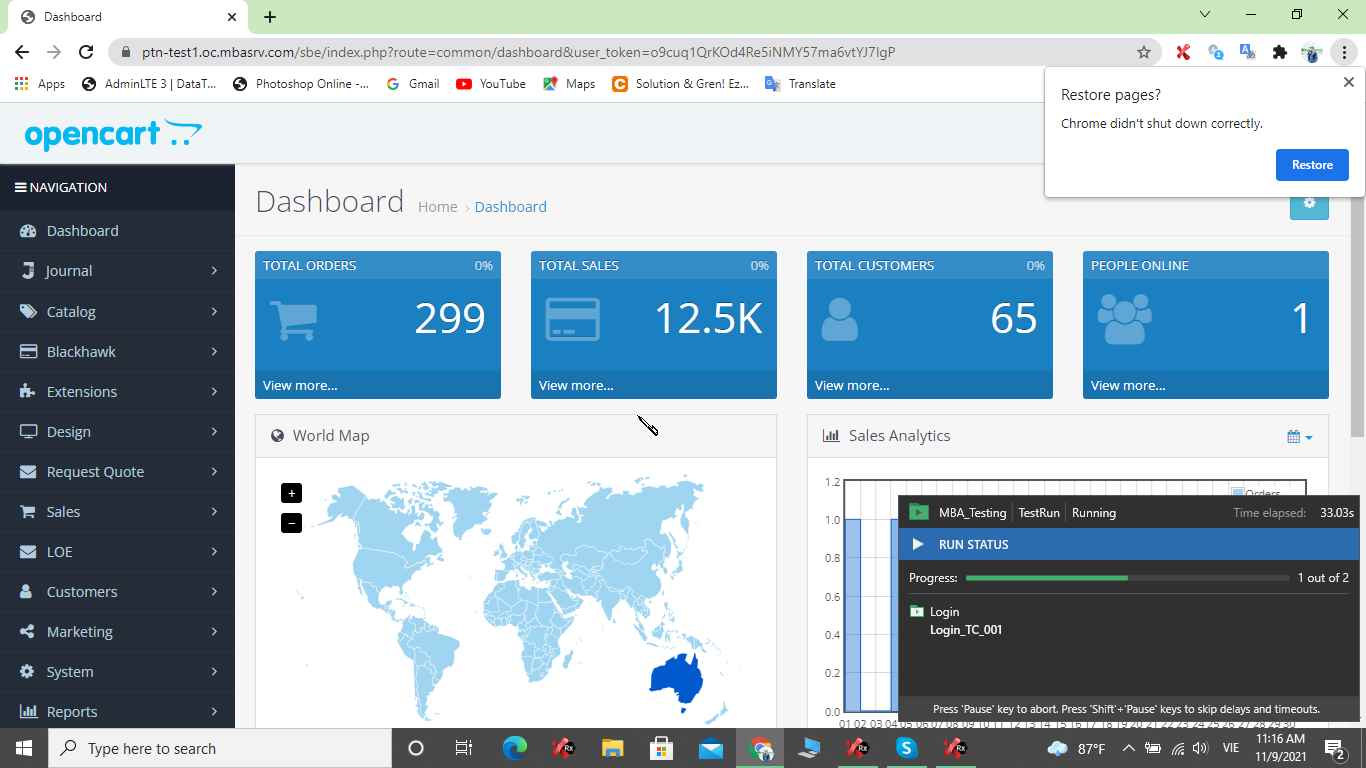 Dashboard
ptn-test1.oc.mbasrv.com/sbe/index.php?route=common/dashboard&user_token=o9cuq1QrKOd4Re5iNMY57ma6vtYJ7IgP
Apps AdminLTE 3 | DataT... Photoshop Online -... Gmail YouTube Maps Solution & Gren! Ez... Translate
Restore pages?
Chrome didn't shut down correctly.
Restore
opencart
NAVIGATION
Dashboard
Journal
Catalog
Blackhawk
Extensions
Design
Request Quote
Sales
LOE
Customers
Marketing
System
Reports
Dashboard Home › Dashboard
TOTAL ORDERS 0%
299
View more...
TOTAL SALES 0%
12.5K
View more...
TOTAL CUSTOMERS 0%
65
View more...
PEOPLE ONLINE
1
View more...
World Map
+
−
Sales Analytics
Orders
1.2
1.0
0.8
0.6
0.4
0.2
0.0
01 02 03 04 05 06 07 08 09 10 11 12 13 14 15 16 17 18 19 20 21 22 23 24 25 26 27 28 29 30
MBA_Testing TestRun Running Time elapsed: 33.03s
RUN STATUS
Progress: 1 out of 2
Login
Login_TC_001
Press 'Pause' key to abort. Press 'Shift'+'Pause' keys to skip delays and timeouts.
Type here to search
Rx
Rx
Rx
87°F
VIE
11:16 AM
11/9/2021
2